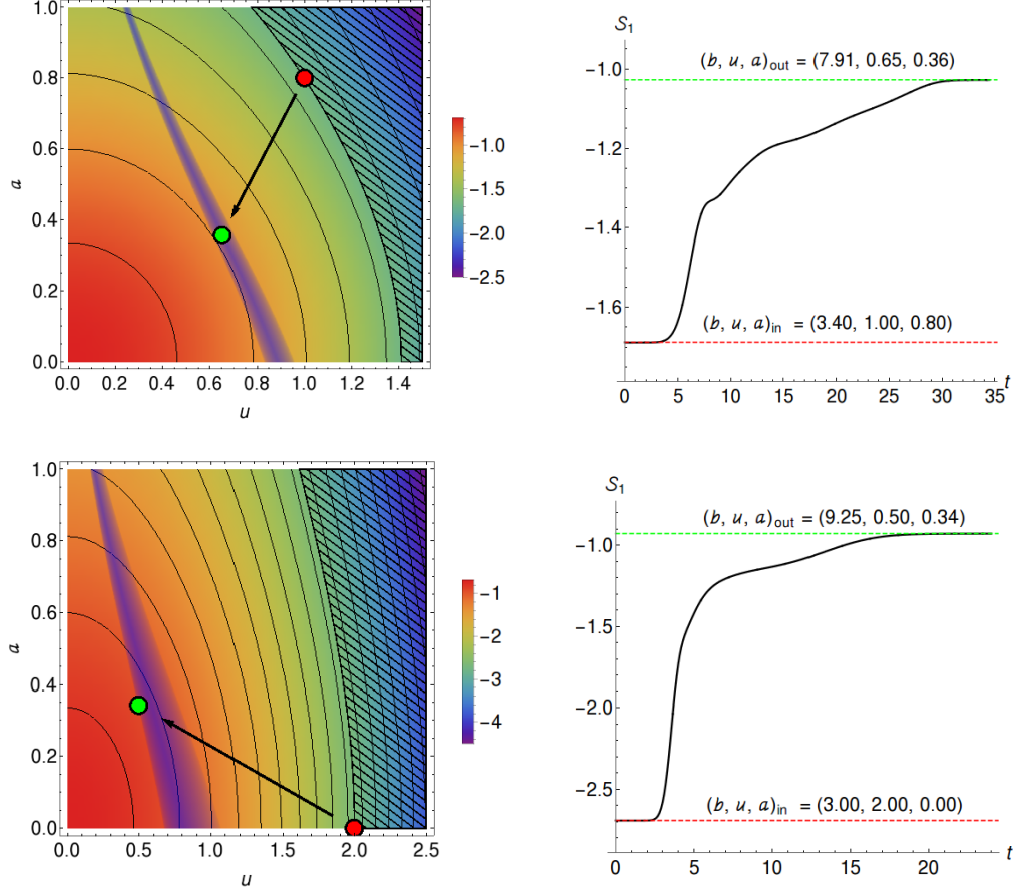 1.0
0.8
0.6
0.4
0.2
0.0
a
0.0 0.2 0.4 0.6 0.8 1.0 1.2 1.4
u
−1.0
−1.5
−2.0
−2.5
S₁
(b, u, a)out = (7.91, 0.65, 0.36)
−1.0
−1.2
−1.4
−1.6
(b, u, a)in = (3.40, 1.00, 0.80)
0 5 10 15 20 25 30 35
t
1.0
0.8
0.6
0.4
0.2
0.0
a
0.0 0.5 1.0 1.5 2.0 2.5
u
−1
−2
−3
−4
S₁
(b, u, a)out = (9.25, 0.50, 0.34)
−1.0
−1.5
−2.0
−2.5
(b, u, a)in = (3.00, 2.00, 0.00)
0 5 10 15 20
t